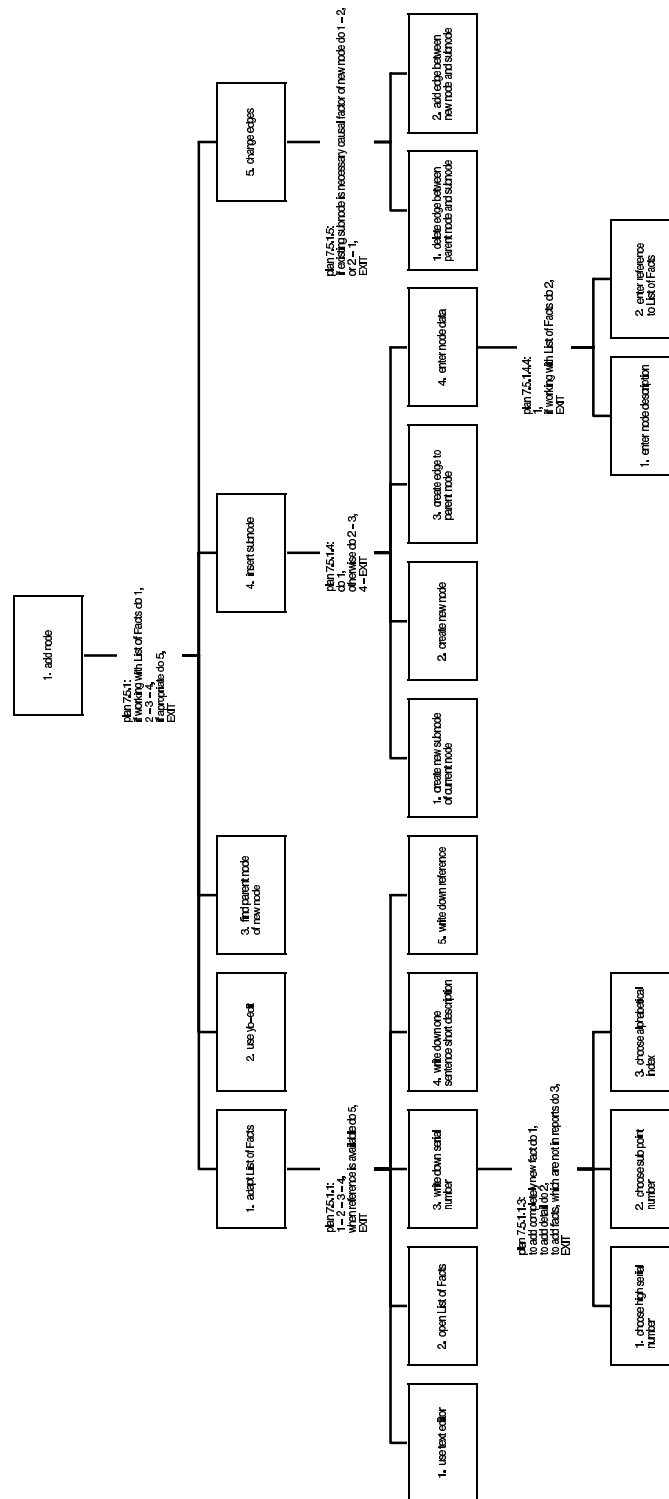 1. add node
plan 7.5.1:
if working with List of Facts do 1,
2 – 3 – 4,
if apropriate do 5,
EXIT
1. adapt List of Facts
2. use yb–edit
3. find parent node
of new node
4. insert subnode
5. change edges
plan 7.5.1.1:
1 – 2 – 3 – 4,
when reference is available do 5,
EXIT
plan 7.5.1.4:
do 1,
otherwise do 2 – 3,
4 – EXIT
plan 7.5.1.5:
if existing subnode is necessary causal factor of new node do 1 – 2,
or 2 – 1,
EXIT
1. use text editor
2. open List of Facts
3. write down serial
number
4. write down one
sentence short description
5. write down reference
1. create new subnode
of current node
2. create new node
3. create edge to
parent node
4. enter node data
1. delete edge between
parent node and subnode
2. add edge between
new node and subnode
plan 7.5.1.1.3:
to add completely new fact do 1,
to add detail do 2,
to add facts, which are not in reports do 3,
EXIT
plan 7.5.1.4.4:
1,
if working with List of Facts do 2,
EXIT
1. choose high serial
number
2. choose sub point
number
3. choose alphabetical
index
1. enter node description
2. enter reference
to List of Facts